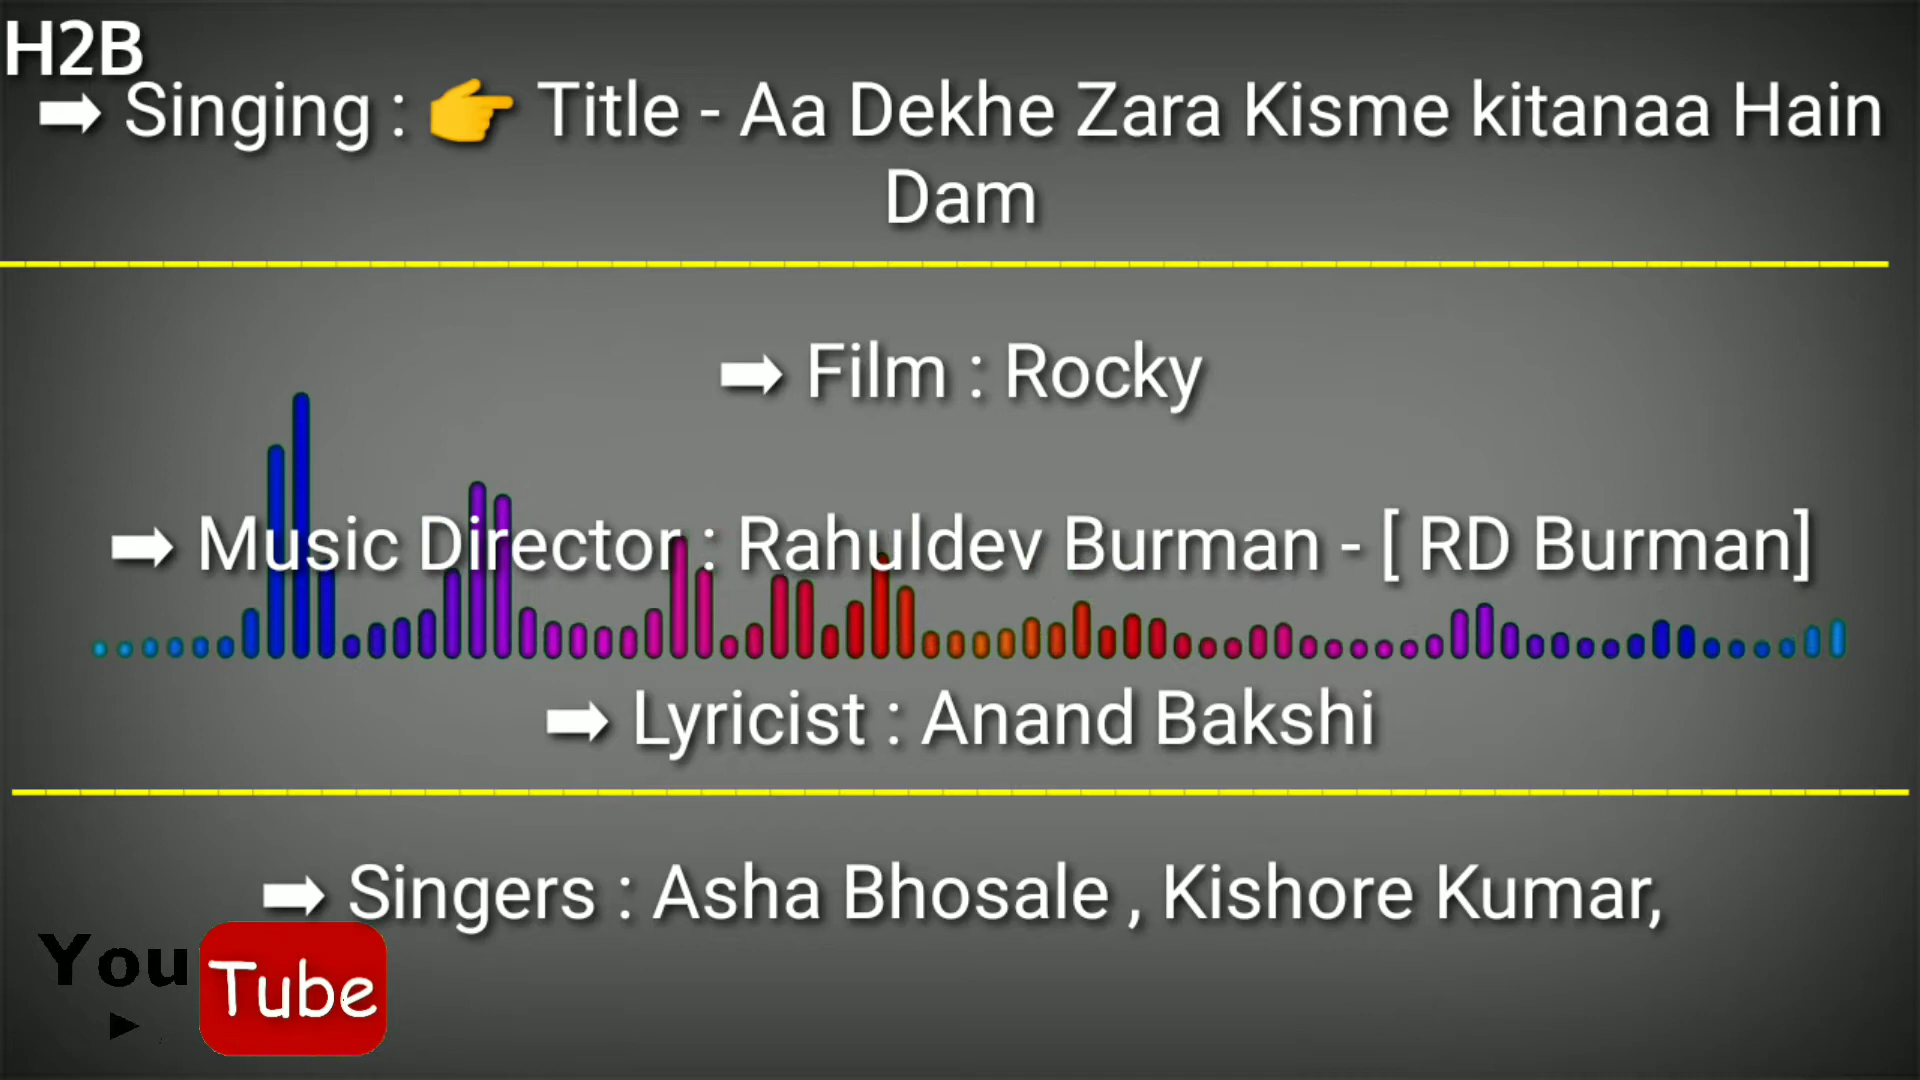 H2B
➡ Singing : 👉 Title - Aa Dekhe Zara Kisme kitanaa Hain
Dam
➡ Film : Rocky
➡ Music Director : Rahuldev Burman - [ RD Burman]
➡ Lyricist : Anand Bakshi
➡ Singers : Asha Bhosale , Kishore Kumar,
You Tube